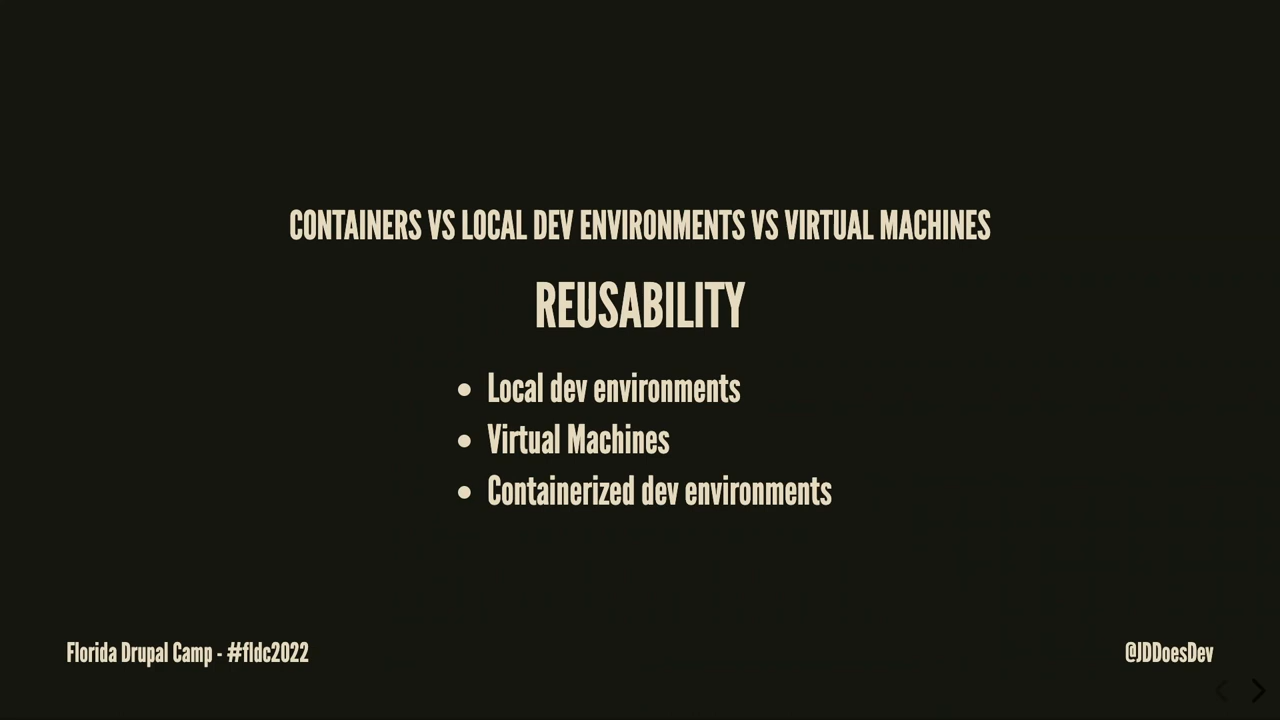 CONTAINERS VS LOCAL DEV ENVIRONMENTS VS VIRTUAL MACHINES
REUSABILITY
• Local dev environments
• Virtual Machines
• Containerized dev environments
Florida Drupal Camp - #fldc2022
@JDDoesDev